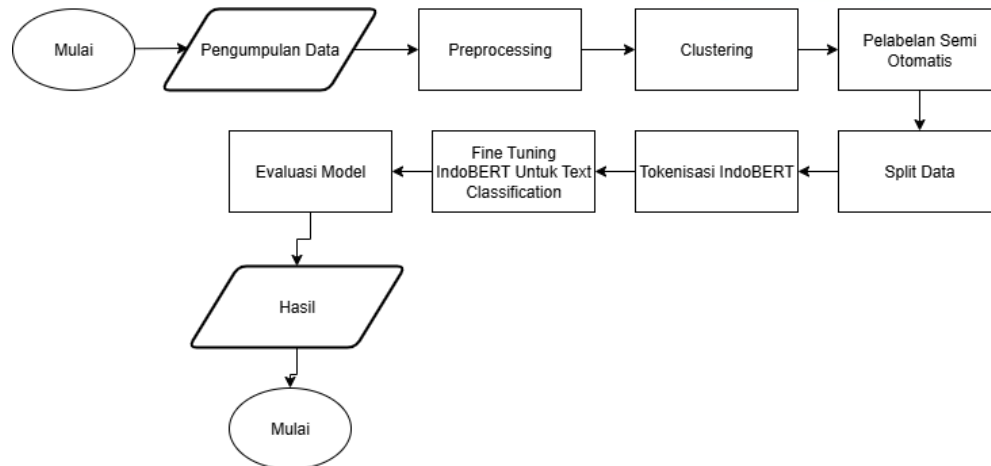 Mulai
Pengumpulan Data
Preprocessing
Clustering
Pelabelan Semi
Otomatis
Split Data
Tokenisasi IndoBERT
Fine Tuning
IndoBERT Untuk Text
Classification
Evaluasi Model
Hasil
Mulai